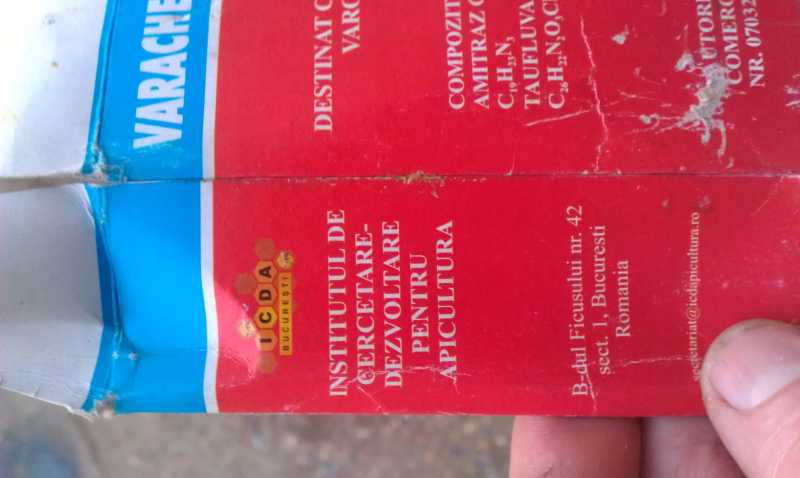 VARACHE
DESTINAT C
VARO
COMPOZIT
AMITRAZ
C₁₉H₂₃N₃
TAUFLUVA
C₂₆H₂₂N₂O₃Cl
UTORI
COMERC
NR. 0703
ICDA
BUCUREȘTI
INSTITUTUL DE
CERCETARE-
DEZVOLTARE
PENTRU
APICULTURA
B-dul Ficusului nr. 42
sect. 1, Bucuresti
Romania
secretariat@icdapicultura.ro